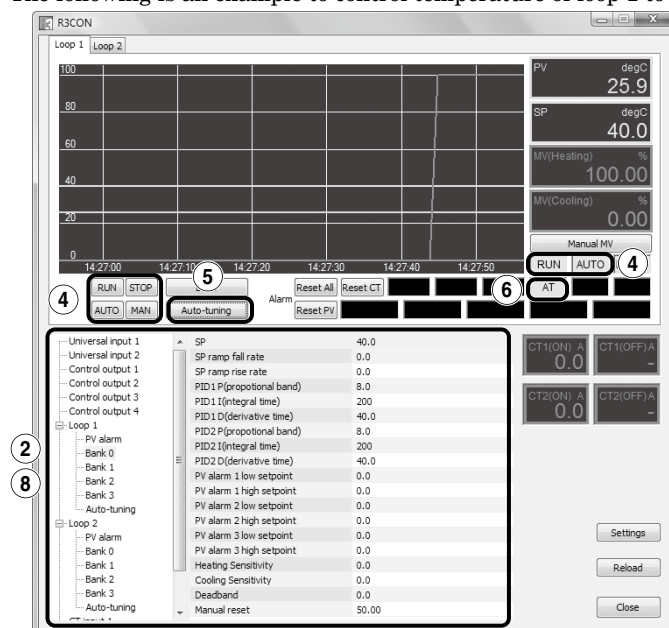 R3CON
Loop 1 Loop 2
100
80
60
40
20
0
14:27:00 14:27:10 14:27:20 14:27:30 14:27:40 14:27:50
PV degC
25.9
SP degC
40.0
MV(Heating) %
100.00
MV(Cooling) %
0.00
Manual MV
RUN AUTO 4
4
RUN STOP
AUTO MAN
5
Auto-tuning
Alarm
Reset All Reset CT
Reset PV
6
AT
2
8
Universal input 1
Universal input 2
Control output 1
Control output 2
Control output 3
Control output 4
Loop 1
PV alarm
Bank 0
Bank 1
Bank 2
Bank 3
Auto-tuning
Loop 2
PV alarm
Bank 0
Bank 1
Bank 2
Bank 3
Auto-tuning
SP 40.0
SP ramp fall rate 0.0
SP ramp rise rate 0.0
PID1 P(propotional band) 8.0
PID1 I(integral time) 200
PID1 D(derivative time) 40.0
PID2 P(propotional band) 8.0
PID2 I(integral time) 200
PID2 D(derivative time) 40.0
PV alarm 1 low setpoint 0.0
PV alarm 1 high setpoint 0.0
PV alarm 2 low setpoint 0.0
PV alarm 2 high setpoint 0.0
PV alarm 3 low setpoint 0.0
PV alarm 3 high setpoint 0.0
Heating Sensitivity 0.0
Cooling Sensitivity 0.0
Deadband 0.0
Manual reset 50.00
CT1(ON) A
0.0
CT1(OFF) A
-
CT2(ON) A
0.0
CT2(OFF) A
-
Settings
Reload
Close